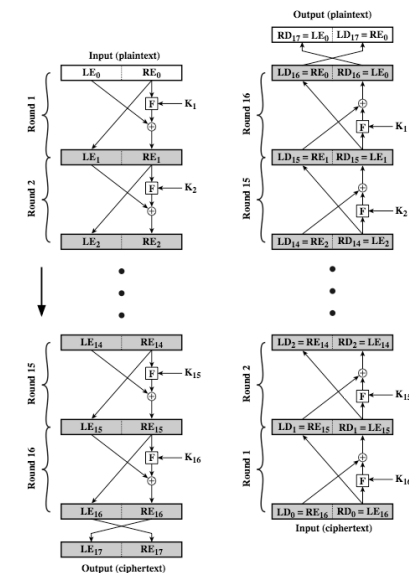 Input (plaintext)
LE0 RE0
F K1
Round 1
LE1 RE1
F K2
Round 2
LE2 RE2
LE14 RE14
F K15
Round 15
LE15 RE15
F K16
Round 16
LE16 RE16
LE17 RE17
Output (ciphertext)
Output (plaintext)
RD17 = LE0 LD17 = RE0
LD16 = RE0 RD16 = LE0
Round 16
F K1
LD15 = RE1 RD15 = LE1
Round 15
F K2
LD14 = RE2 RD14 = LE2
LD2 = RE14 RD2 = LE14
Round 2
F K15
LD1 = RE15 RD1 = LE15
Round 1
F K16
LD0 = RE16 RD0 = LE16
Input (ciphertext)